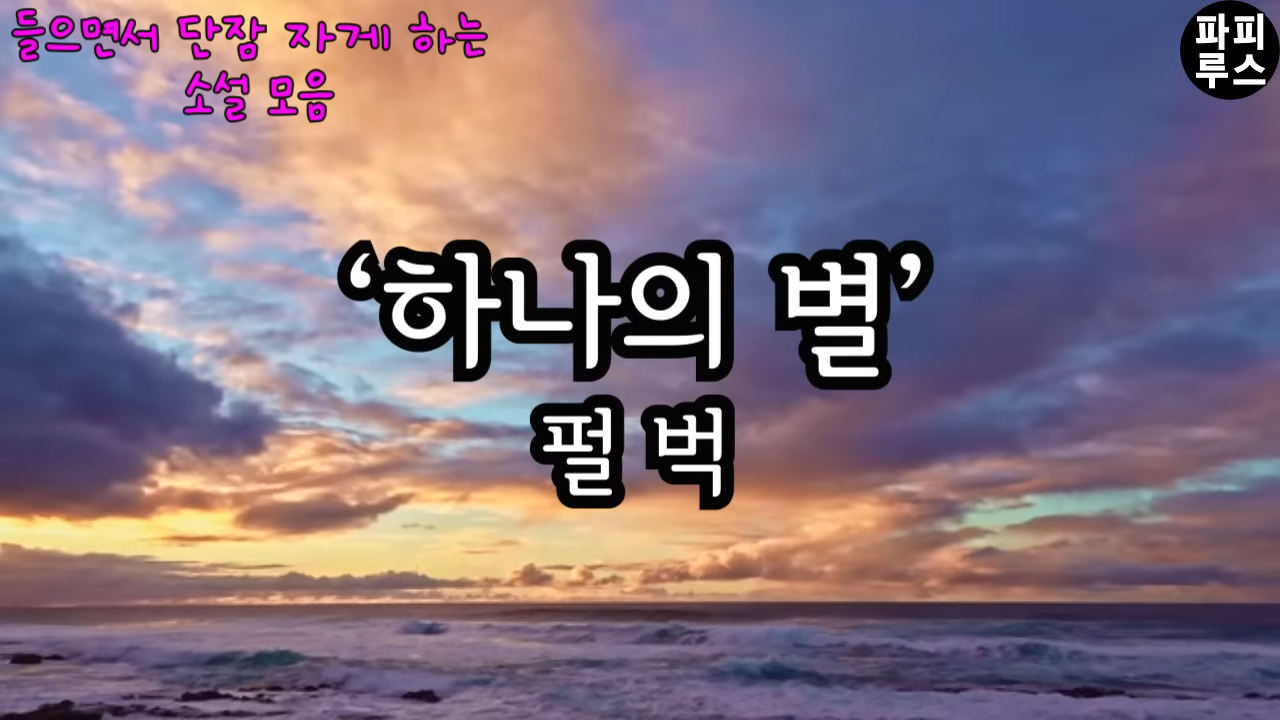 들으면서 단잠 자게 하는
소설 모음
파피
루스
‘하나의 별’
펄 벅